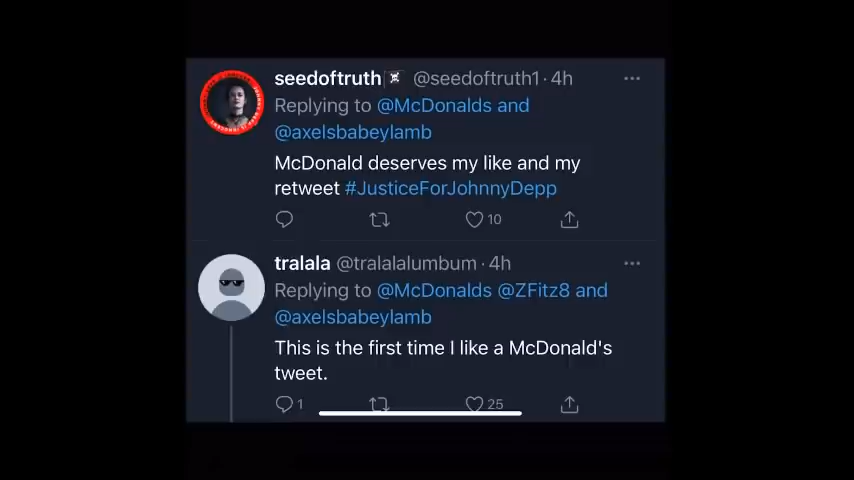 seedoftruth @seedoftruth1 · 4h
Replying to @McDonalds and
@axelsbabeylamb
McDonald deserves my like and my
retweet #JusticeForJohnnyDepp
10
tralala @tralalalumbum · 4h
Replying to @McDonalds @ZFitz8 and
@axelsbabeylamb
This is the first time I like a McDonald's
tweet.
1 25